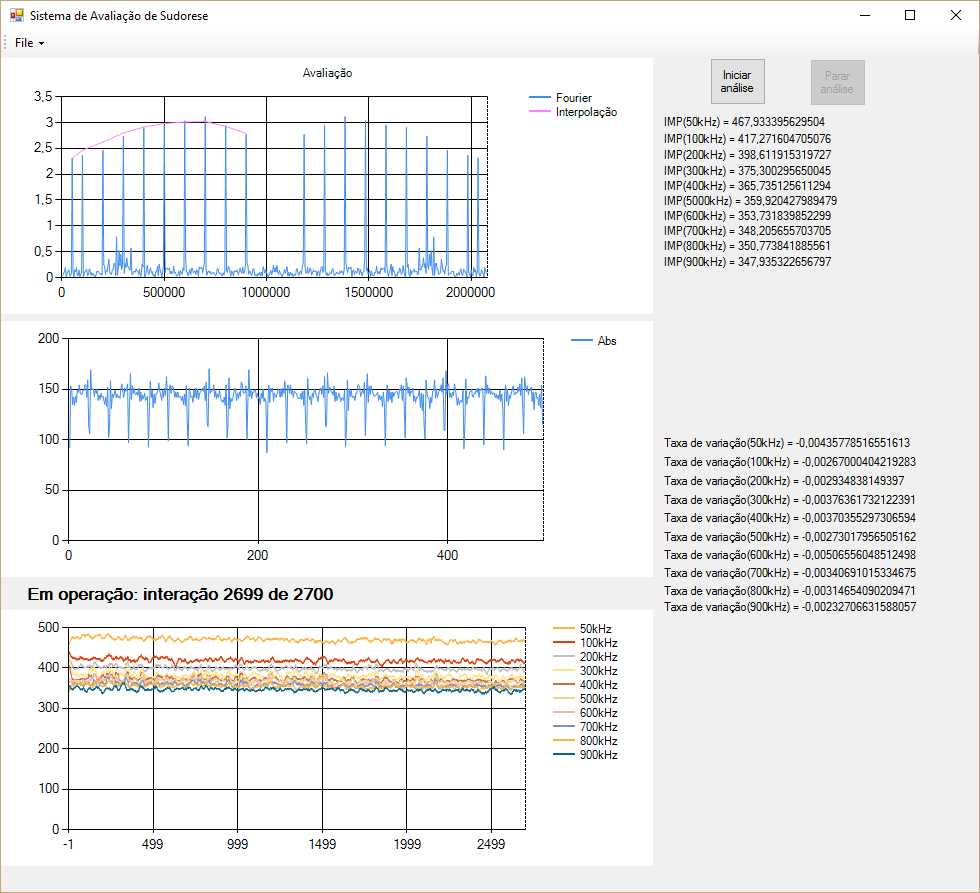 Sistema de Avaliação de Sudorese
File
Avaliação
3,5
3
2,5
2
1,5
1
0,5
0
0 500000 1000000 1500000 2000000
Fourier
Interpolação
Iniciar análise
Parar análise
IMP(50kHz) = 467,933395629504
IMP(100kHz) = 417,271604705076
IMP(200kHz) = 398,611915319727
IMP(300kHz) = 375,300295650045
IMP(400kHz) = 365,735125611294
IMP(5000kHz) = 359,920427989479
IMP(600kHz) = 353,731839852299
IMP(700kHz) = 348,205655703705
IMP(800kHz) = 350,773841885561
IMP(900kHz) = 347,935322656797
200
150
100
50
0
0 200 400
Abs
Taxa de variação(50kHz) = -0,00435778516551613
Taxa de variação(100kHz) = -0,00267000404219283
Taxa de variação(200kHz) = -0,002934838149397
Taxa de variação(300kHz) = -0,00376361732122391
Taxa de variação(400kHz) = -0,00370355297306594
Taxa de variação(500kHz) = -0,00273017956505162
Taxa de variação(600kHz) = -0,00506556048512498
Taxa de variação(700kHz) = -0,00340691015334675
Taxa de variação(800kHz) = -0,00314654090209471
Taxa de variação(900kHz) = -0,00232706631588057
Em operação: interação 2699 de 2700
500
400
300
200
100
0
-1 499 999 1499 1999 2499
50kHz
100kHz
200kHz
300kHz
400kHz
500kHz
600kHz
700kHz
800kHz
900kHz